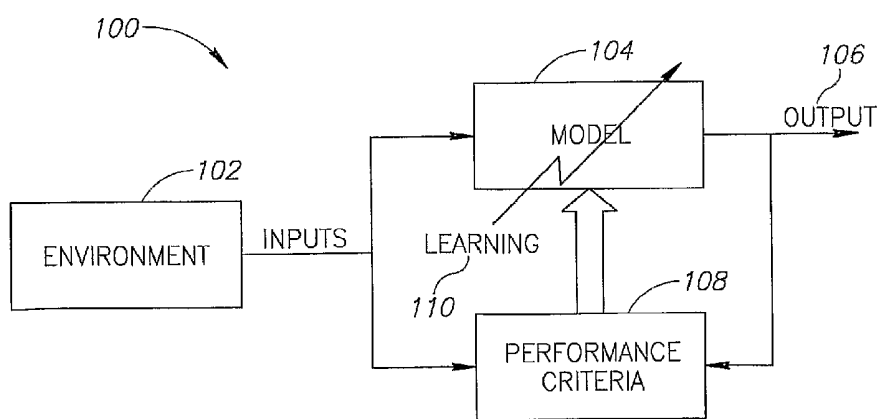 100
104
106
OUTPUT
MODEL
102
ENVIRONMENT
INPUTS
LEARNING
110
108
PERFORMANCE
CRITERIA